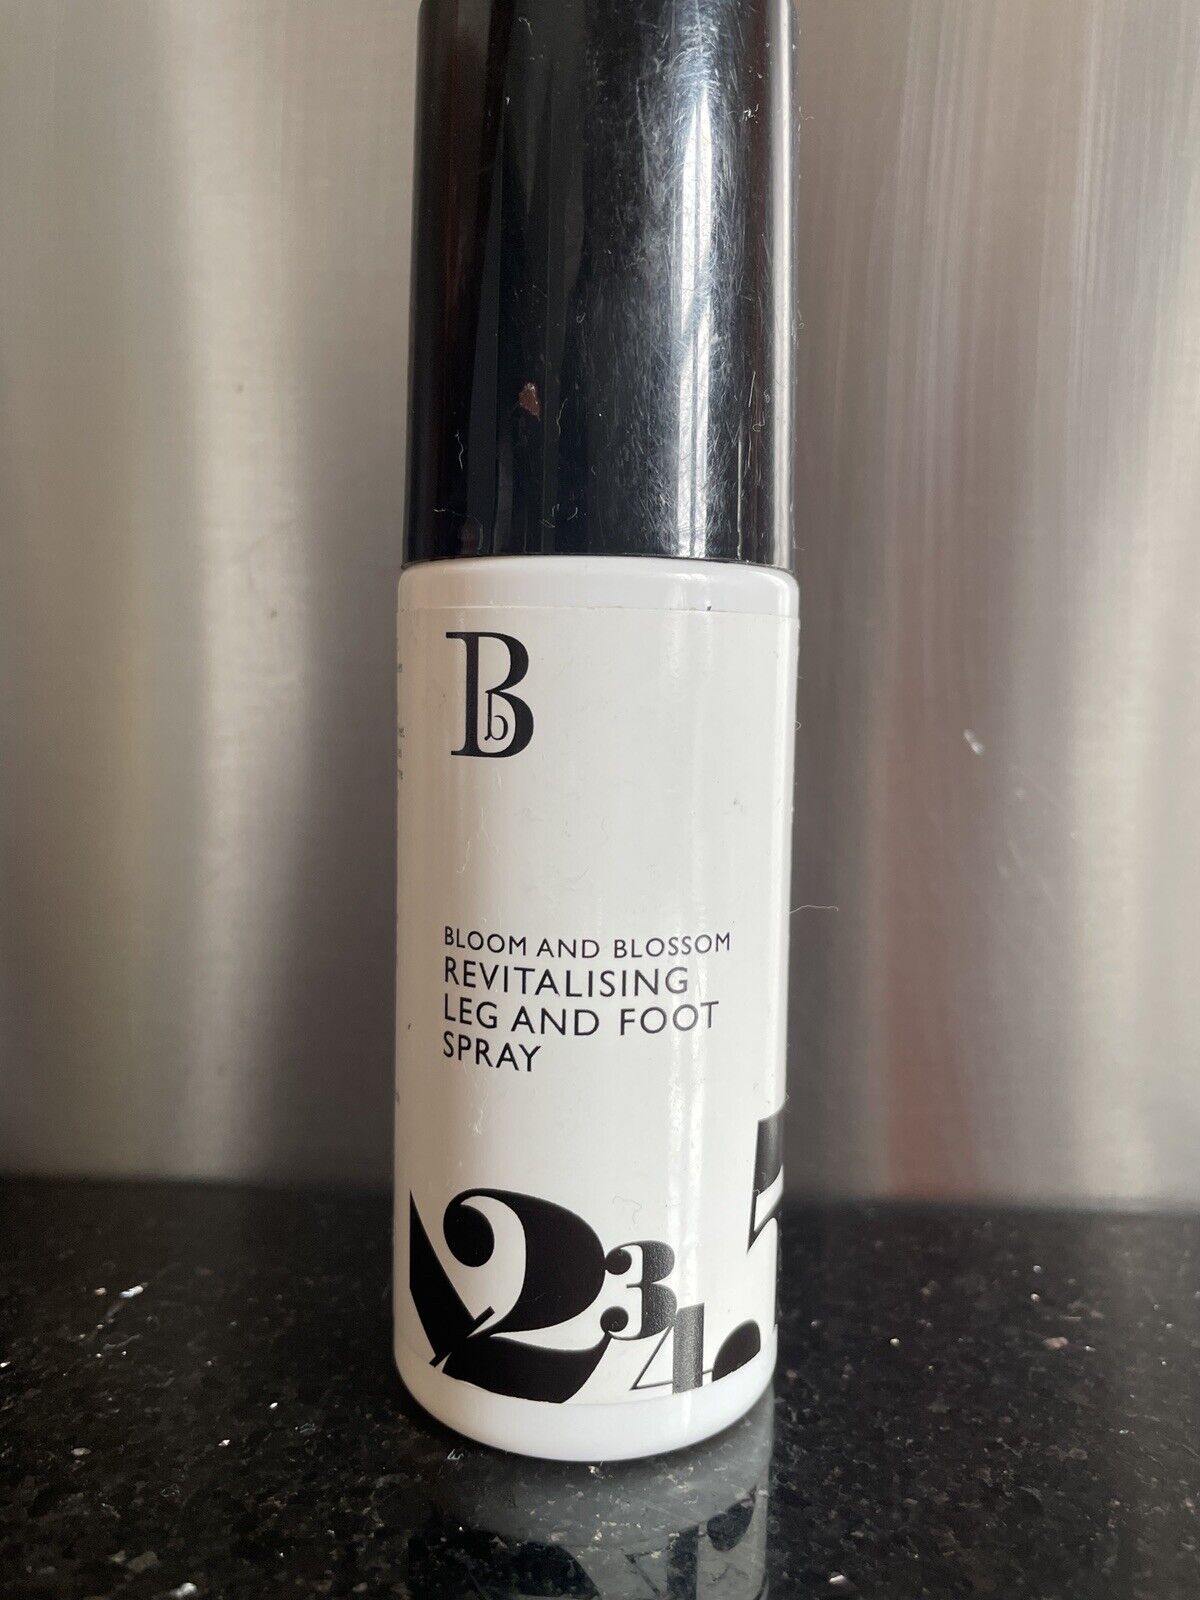 B
b
BLOOM AND BLOSSOM
REVITALISING
LEG AND FOOT
SPRAY
2 3 4 5